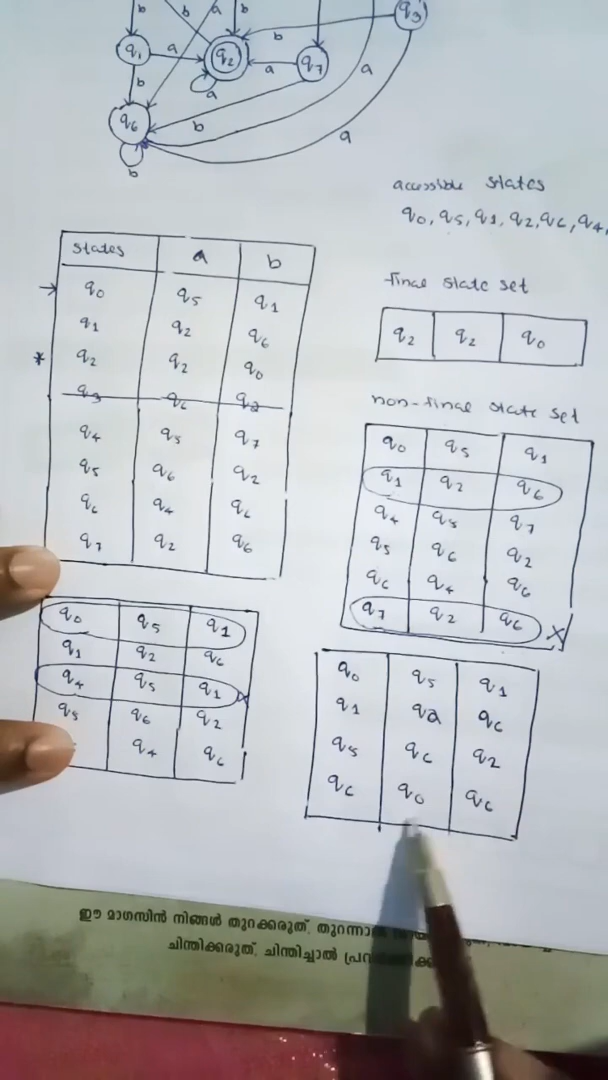 b b a b
b q3
q1 a q2 a q7 a
b a
q6 b a
b
accessible states
q0, q5, q1, q2, q6, q4,
states a b
→ q0 q5 q1
q1 q2 q6
* q2 q2 q0
q3 q6 q2
q4 q5 q7
q5 q6 q2
q6 q4 q6
q7 q2 q6
final state set
q2 q2 q0
non-final state set
q0 q5 q1
q1 q2 q6
q4 q5 q7
q5 q6 q2
q6 q4 q6
q7 q2 q6 X
q0 q5 q1
q1 q2 q6
q4 q5 q1 x
q5 q6 q2
q4 q6
q0 q5 q1
q1 q2 q6
q5 q6 q2
q6 q0 q6
ഈ മാഗസിൻ നിങ്ങൾ തുറക്കരുത്, തുറന്നാൽ
ചിന്തിക്കരുത്, ചിന്തിച്ചാൽ